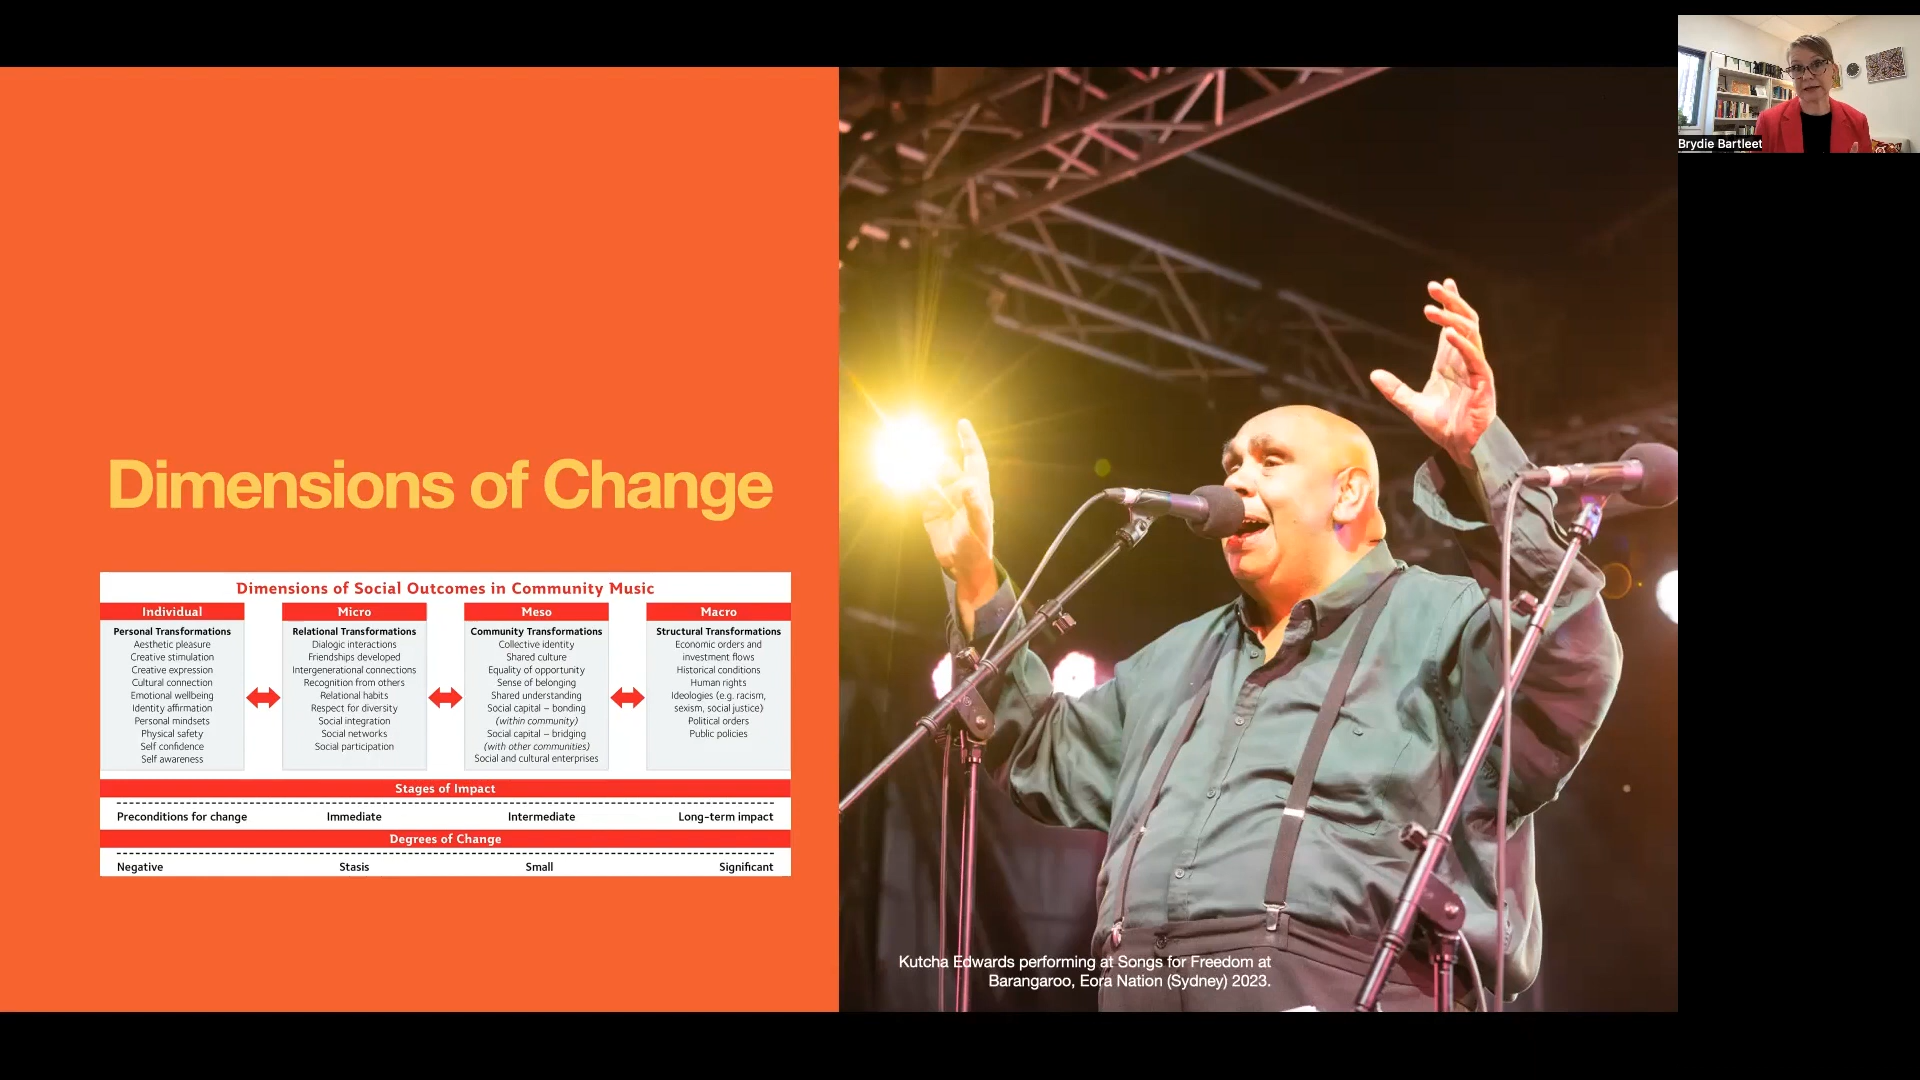 Brydie Bartleet
Dimensions of Change
Dimensions of Social Outcomes in Community Music
Individual
Personal Transformations
Aesthetic pleasure
Creative stimulation
Creative expression
Cultural connection
Emotional wellbeing
Identity affirmation
Personal mindsets
Physical safety
Self confidence
Self awareness
Micro
Relational Transformations
Dialogic interactions
Friendships developed
Intergenerational connections
Recognition from others
Relational habits
Respect for diversity
Social integration
Social networks
Social participation
Meso
Community Transformations
Collective identity
Shared culture
Equality of opportunity
Sense of belonging
Shared understanding
Social capital – bonding
(within community)
Social capital – bridging
(with other communities)
Social and cultural enterprises
Macro
Structural Transformations
Economic orders and
investment flows
Historical conditions
Human rights
Ideologies (e.g. racism,
sexism, social justice)
Political orders
Public policies
Stages of Impact
Preconditions for change Immediate Intermediate Long-term impact
Degrees of Change
Negative Stasis Small Significant
Kutcha Edwards performing at Songs for Freedom at
Barangaroo, Eora Nation (Sydney) 2023.